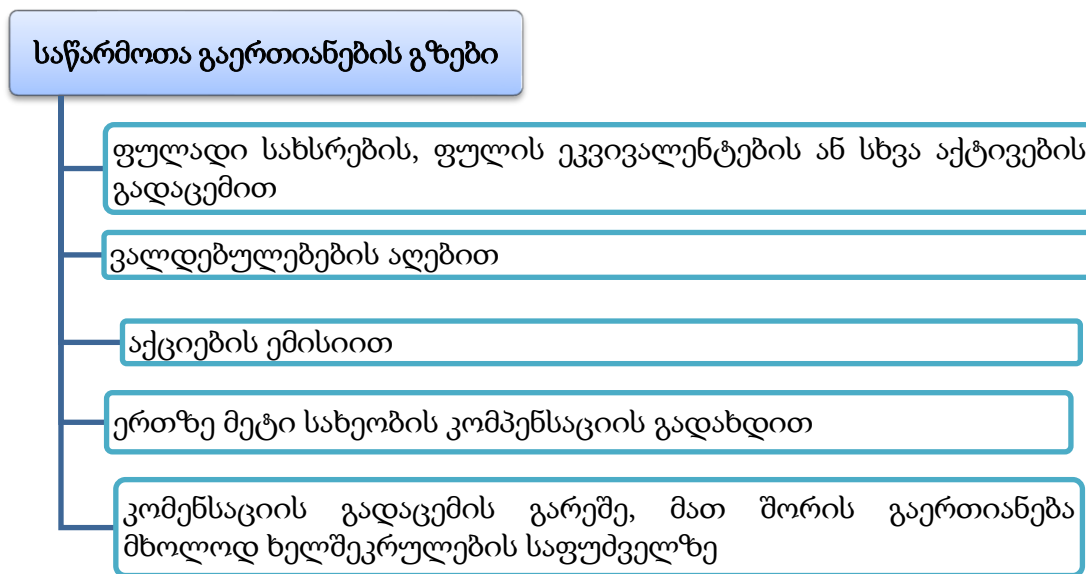 საწარმოთა გაერთიანების გზები
ფულადი სახსრების, ფულის ეკვივალენტების ან სხვა აქტივების
გადაცემით
ვალდებულებების აღებით
აქციების ემისიით
ერთზე მეტი სახეობის კომპენსაციის გადახდით
კომენსაციის გადაცემის გარეშე, მათ შორის გაერთიანება
მხოლოდ ხელშეკრულების საფუძველზე